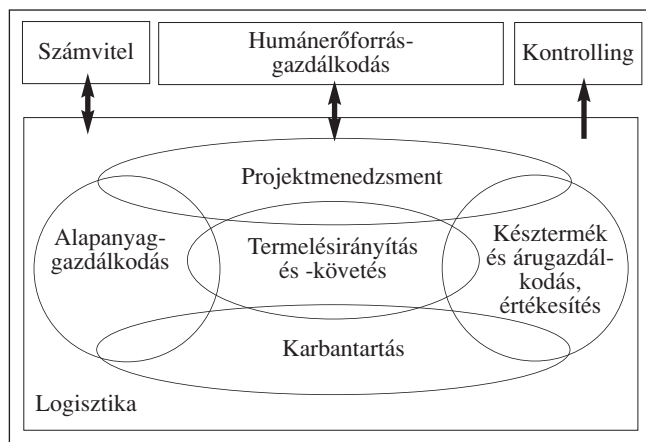 Számvitel
Humánerőforrás-
gazdálkodás
Kontrolling
Projektmenedzsment
Alapanyag-
gazdálkodás
Termelésirányítás
és -követés
Késztermék
és árugazdál-
kodás,
értékesítés
Karbantartás
Logisztika